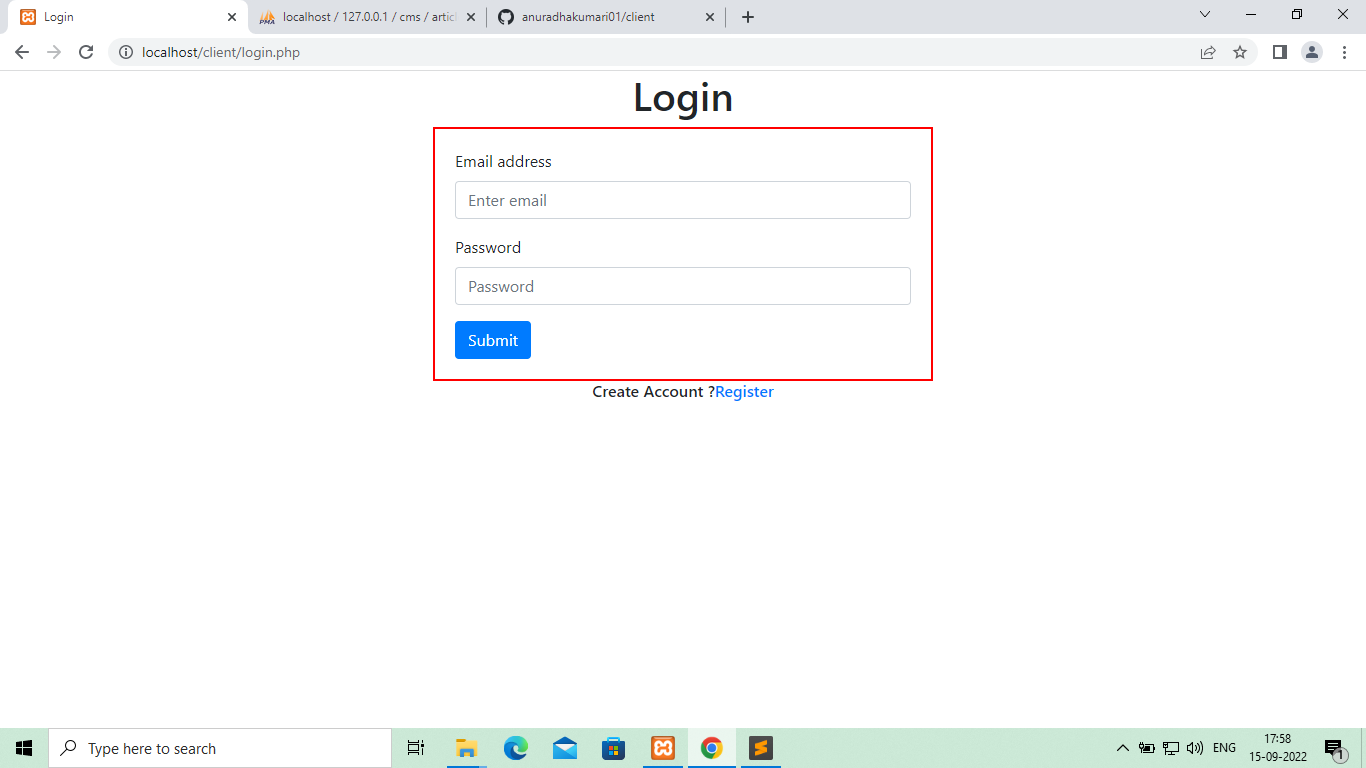 Login
localhost / 127.0.0.1 / cms / artic
anuradhakumari01/client
localhost/client/login.php
Login
Email address
Enter email
Password
Password
Submit
Create Account ?Register
Type here to search
ENG
17:58
15-09-2022
1